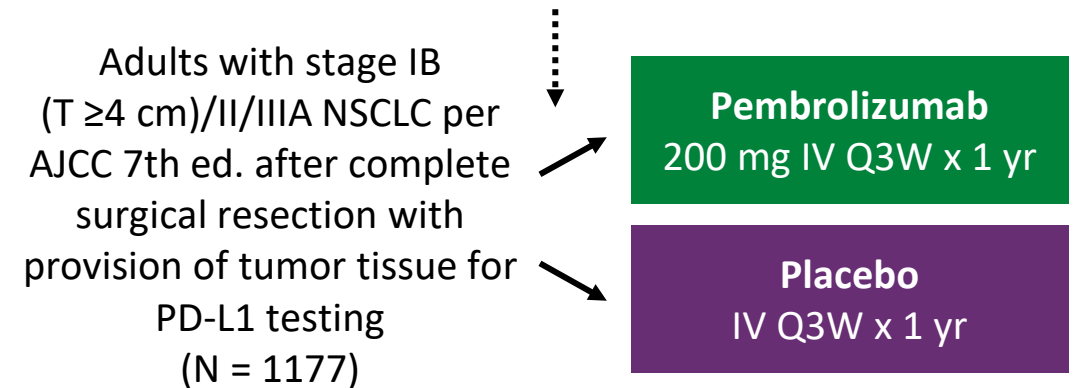 Adults with stage IB
(T ≥4 cm)/II/IIIA NSCLC per
AJCC 7th ed. after complete
surgical resection with
provision of tumor tissue for
PD-L1 testing
(N = 1177)
Pembrolizumab
200 mg IV Q3W x 1 yr
Placebo
IV Q3W x 1 yr